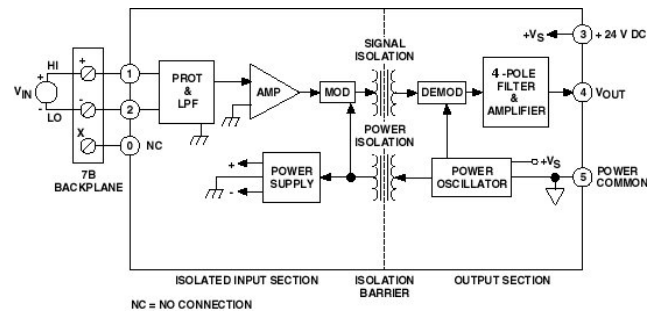 SIGNAL
ISOLATION
+VS
3
+ 24 V DC
HI
+
VIN
-
LO
+
-
X
7B
BACKPLANE
1
2
0
NC
PROT
&
LPF
AMP
MOD
DEMOD
4-POLE
FILTER
&
AMPLIFIER
4
VOUT
POWER
ISOLATION
+
-
POWER
SUPPLY
POWER
OSCILLATOR
+VS
5
POWER
COMMON
ISOLATED INPUT SECTION
ISOLATION
BARRIER
OUTPUT SECTION
NC = NO CONNECTION